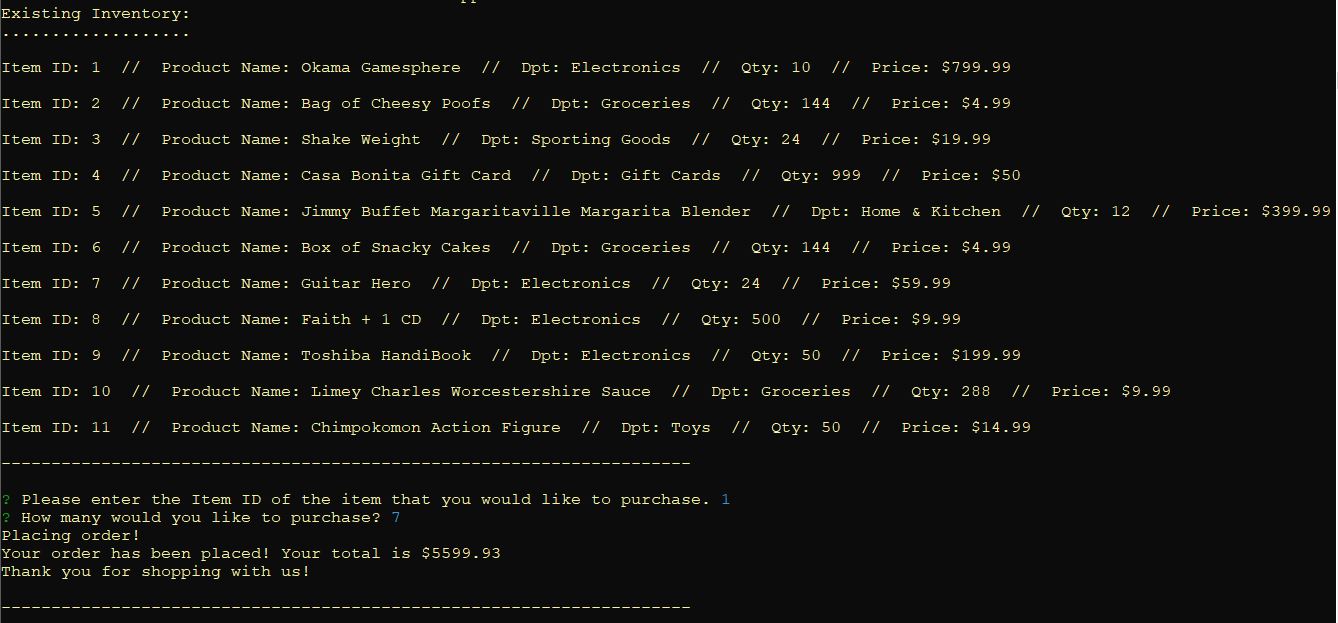 Existing Inventory:
...................
Item ID: 1  //  Product Name: Okama Gamesphere  //  Dpt: Electronics  //  Qty: 10  //  Price: $799.99
Item ID: 2  //  Product Name: Bag of Cheesy Poofs  //  Dpt: Groceries  //  Qty: 144  //  Price: $4.99
Item ID: 3  //  Product Name: Shake Weight  //  Dpt: Sporting Goods  //  Qty: 24  //  Price: $19.99
Item ID: 4  //  Product Name: Casa Bonita Gift Card  //  Dpt: Gift Cards  //  Qty: 999  //  Price: $50
Item ID: 5  //  Product Name: Jimmy Buffet Margaritaville Margarita Blender  //  Dpt: Home & Kitchen  //  Qty: 12  //  Price: $399.99
Item ID: 6  //  Product Name: Box of Snacky Cakes  //  Dpt: Groceries  //  Qty: 144  //  Price: $4.99
Item ID: 7  //  Product Name: Guitar Hero  //  Dpt: Electronics  //  Qty: 24  //  Price: $59.99
Item ID: 8  //  Product Name: Faith + 1 CD  //  Dpt: Electronics  //  Qty: 500  //  Price: $9.99
Item ID: 9  //  Product Name: Toshiba HandiBook  //  Dpt: Electronics  //  Qty: 50  //  Price: $199.99
Item ID: 10  //  Product Name: Limey Charles Worcestershire Sauce  //  Dpt: Groceries  //  Qty: 288  //  Price: $9.99
Item ID: 11  //  Product Name: Chimpokomon Action Figure  //  Dpt: Toys  //  Qty: 50  //  Price: $14.99
---------------------------------------------------------------------
? Please enter the Item ID of the item that you would like to purchase. 1
? How many would you like to purchase? 7
Placing order!
Your order has been placed! Your total is $5599.93
Thank you for shopping with us!
---------------------------------------------------------------------